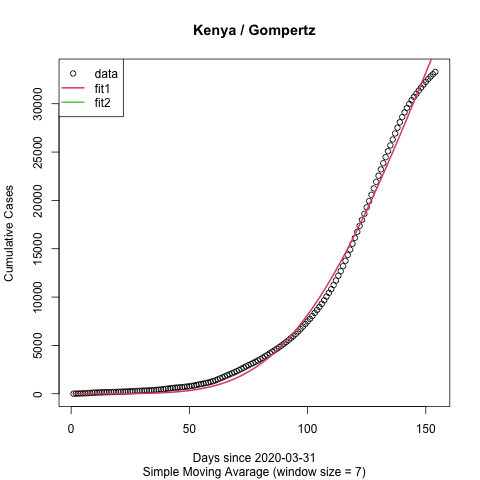 Kenya / Gompertz
data
fit1
fit2
30000
25000
20000
15000
10000
5000
0
Cumulative Cases
0 50 100 150
Days since 2020-03-31
Simple Moving Avarage (window size = 7)